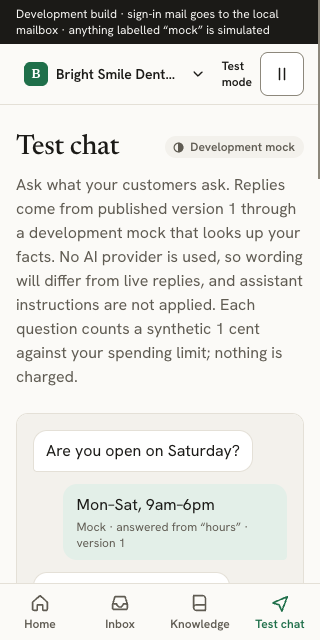 Development build · sign-in mail goes to the local
mailbox · anything labelled “mock” is simulated
B
Bright Smile Dent...
Test
mode
Test chat
Development mock
Ask what your customers ask. Replies
come from published version 1 through
a development mock that looks up your
facts. No AI provider is used, so wording
will differ from live replies, and assistant
instructions are not applied. Each
question counts a synthetic 1 cent
against your spending limit; nothing is
charged.
Are you open on Saturday?
Mon–Sat, 9am–6pm
Mock · answered from “hours” ·
version 1
Home
Inbox
Knowledge
Test chat